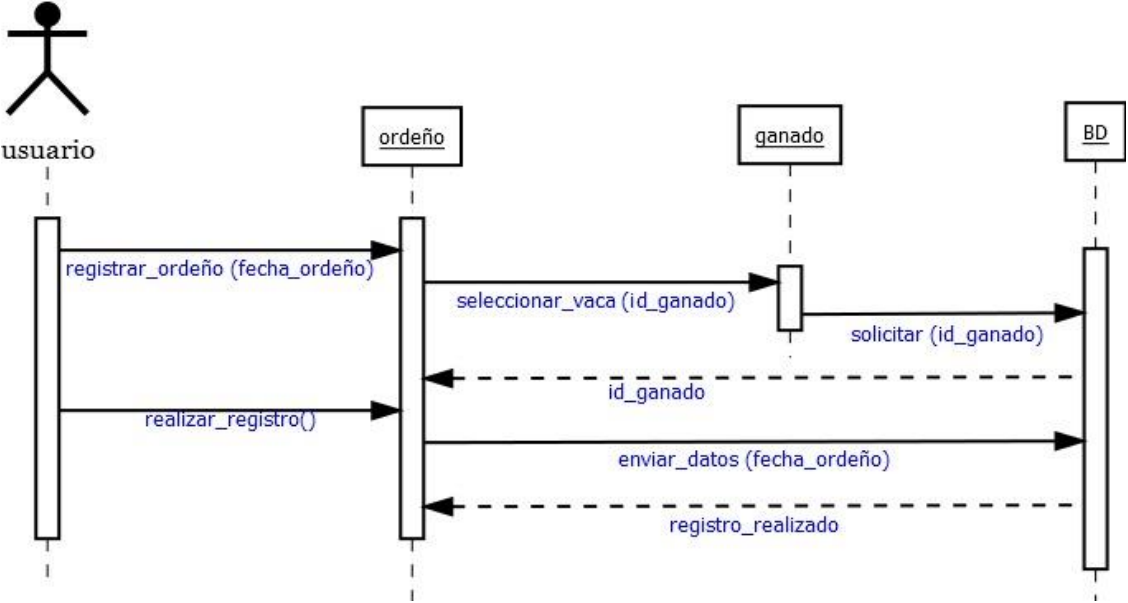 usuario
ordeño
ganado
BD
registrar_ordeño (fecha_ordeño)
seleccionar_vaca (id_ganado)
solicitar (id_ganado)
id_ganado
realizar_registro()
enviar_datos (fecha_ordeño)
registro_realizado